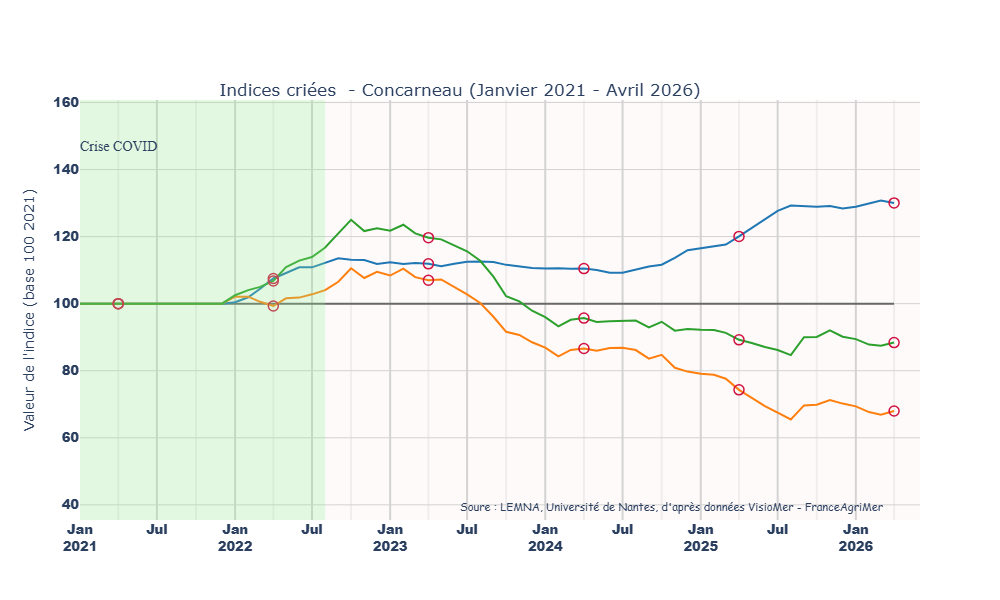 Indices criées - Concarneau (Janvier 2021 - Avril 2026)
160
Crise COVID
140
120
100
80
60
40
Valeur de l'indice (base 100 2021)
Soure : LEMNA, Université de Nantes, d'après données VisioMer - FranceAgriMer
Jan Jul Jan Jul Jan Jul Jan Jul Jan Jul Jan
2021 2022 2023 2024 2025 2026